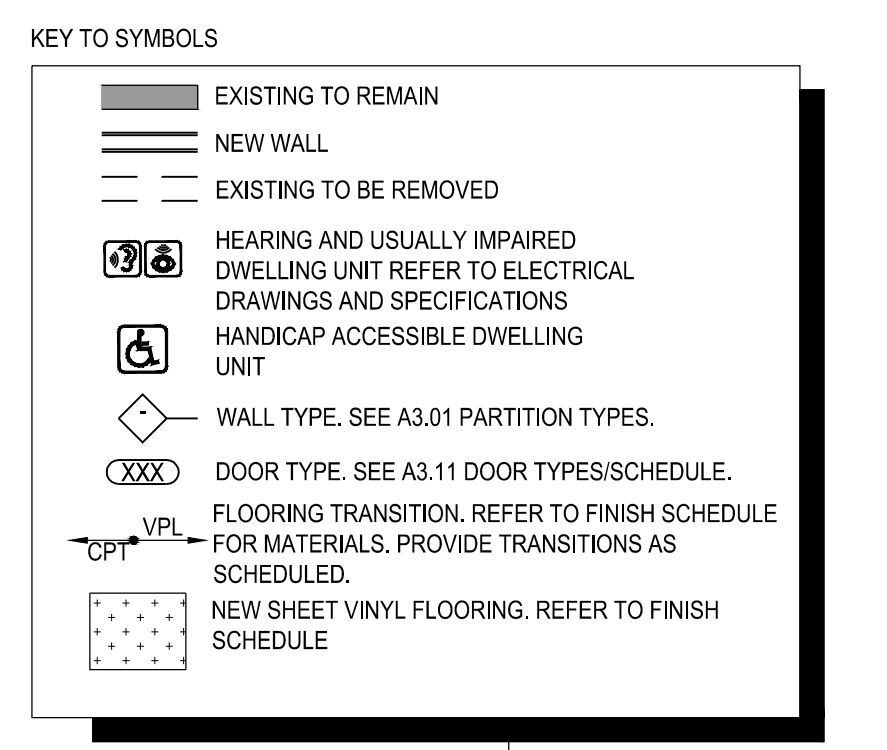 KEY TO SYMBOLS
EXISTING TO REMAIN
NEW WALL
EXISTING TO BE REMOVED
HEARING AND USUALLY IMPAIRED
DWELLING UNIT REFER TO ELECTRICAL
DRAWINGS AND SPECIFICATIONS
HANDICAP ACCESSIBLE DWELLING
UNIT
- WALL TYPE. SEE A3.01 PARTITION TYPES.
XXX DOOR TYPE. SEE A3.11 DOOR TYPES/SCHEDULE.
VPL
CPT
FLOORING TRANSITION. REFER TO FINISH SCHEDULE
FOR MATERIALS. PROVIDE TRANSITIONS AS
SCHEDULED.
NEW SHEET VINYL FLOORING. REFER TO FINISH
SCHEDULE